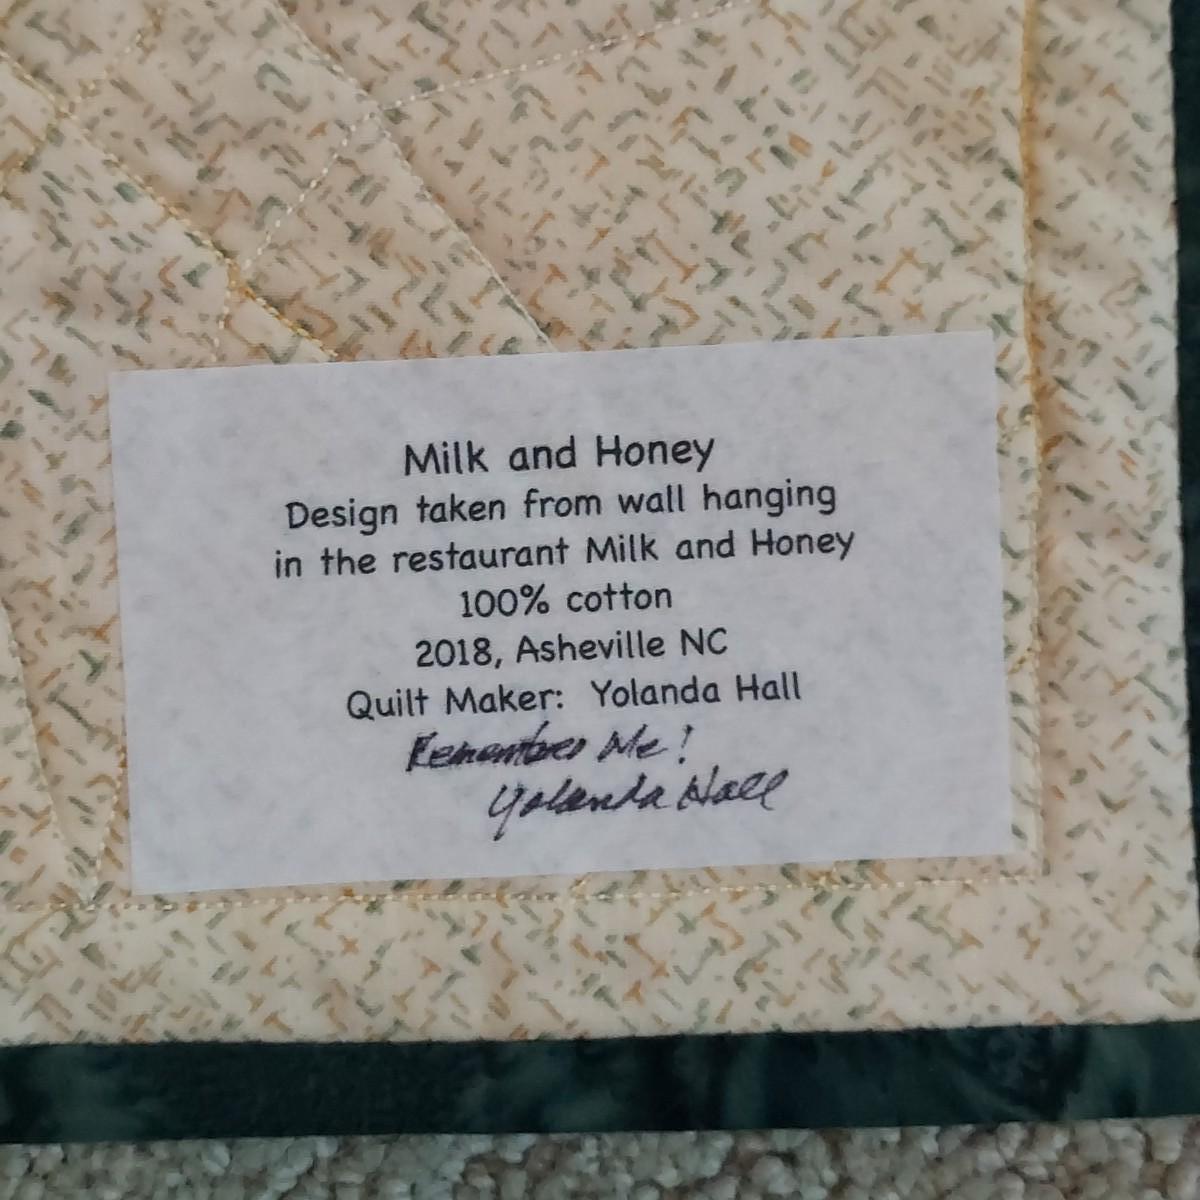 Milk and Honey
Design taken from wall hanging
in the restaurant Milk and Honey
100% cotton
2018, Asheville NC
Quilt Maker: Yolanda Hall
Remember Me!
Yolanda Hall